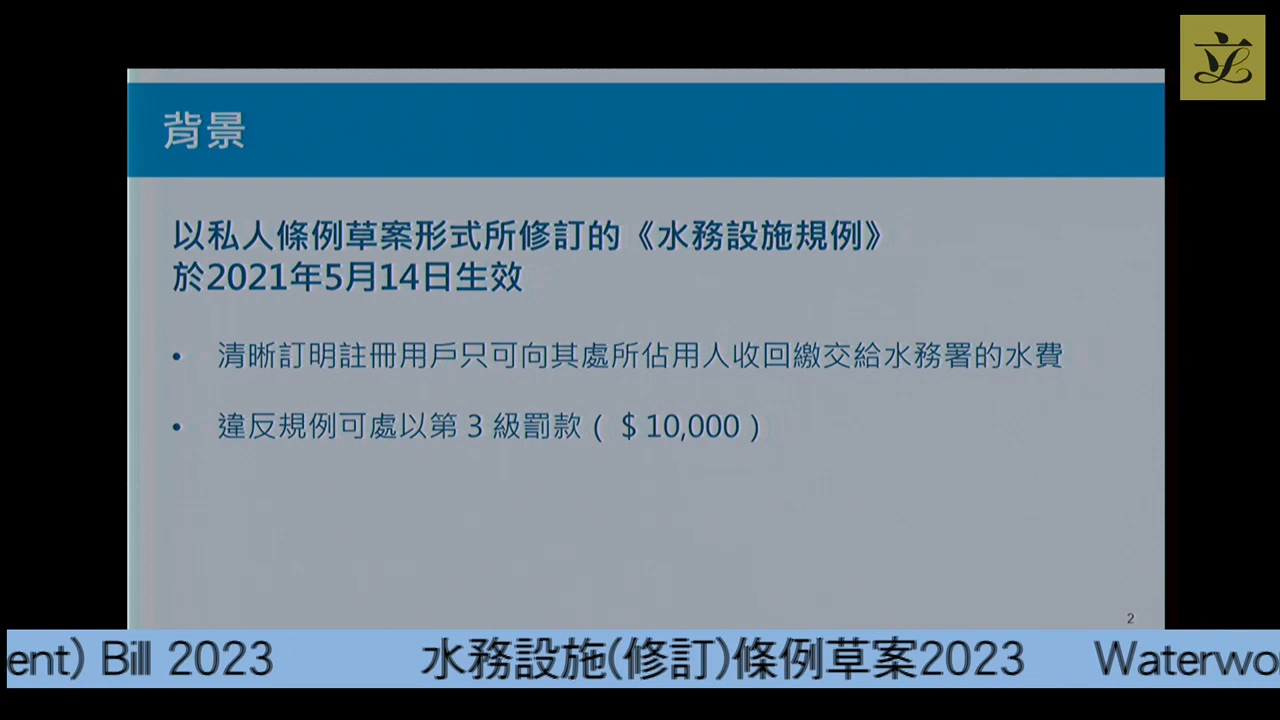 背景
以私人條例草案形式所修訂的《水務設施規例》
於2021年5月14日生效
• 清晰訂明註冊用戶只可向其處所佔用人收回繳交給水務署的水費
• 違反規例可處以第 3 級罰款（ $ 10,000 ）
2
ent) Bill 2023 水務設施(修訂)條例草案2023 Waterwo